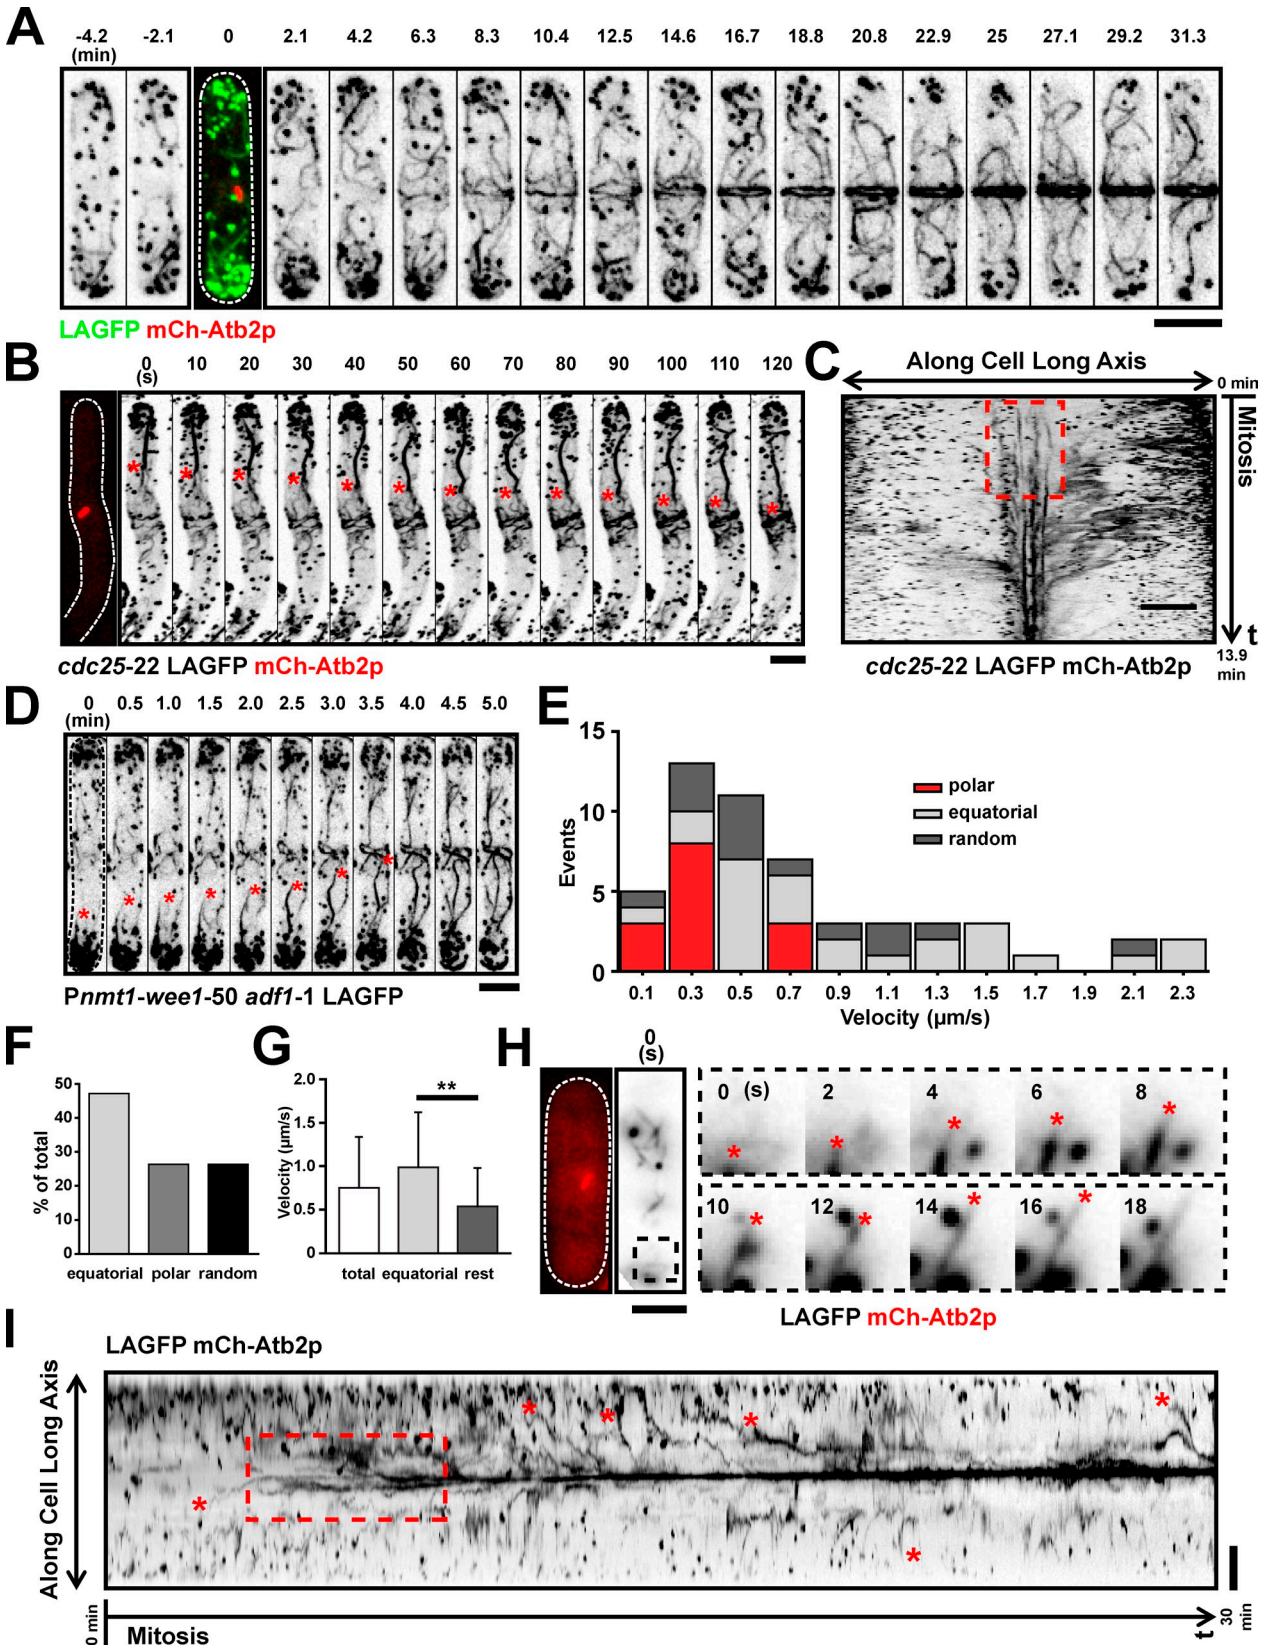 A
-4.2 -2.1 0 2.1 4.2 6.3 8.3 10.4 12.5 14.6 16.7 18.8 20.8 22.9 25 27.1 29.2 31.3
(min)
LAGFP mCh-Atb2p
B
0 10 20 30 40 50 60 70 80 90 100 110 120
(s)
* * * * * * * * * * * * *
cdc25-22 LAGFP mCh-Atb2p
C
Along Cell Long Axis
0 min
Mitosis
t
13.9
min
cdc25-22 LAGFP mCh-Atb2p
D
0 0.5 1.0 1.5 2.0 2.5 3.0 3.5 4.0 4.5 5.0
(min)
* * * * * * * *
Pnmt1-wee1-50 adf1-1 LAGFP
E
15
10
5
0
Events
polar
equatorial
random
0.1 0.3 0.5 0.7 0.9 1.1 1.3 1.5 1.7 1.9 2.1 2.3
Velocity (µm/s)
F
50
40
30
20
10
0
% of total
equatorial polar random
G
2.0
1.5
1.0
0.5
0
Velocity (µm/s)
**
total equatorial rest
H
0
(s)
0 (s) 2 4 6 8
* * * * *
10 12 14 16 18
* * * *
LAGFP mCh-Atb2p
I
LAGFP mCh-Atb2p
Along Cell Long Axis
* * * * * *
0 min
Mitosis
t
30
min